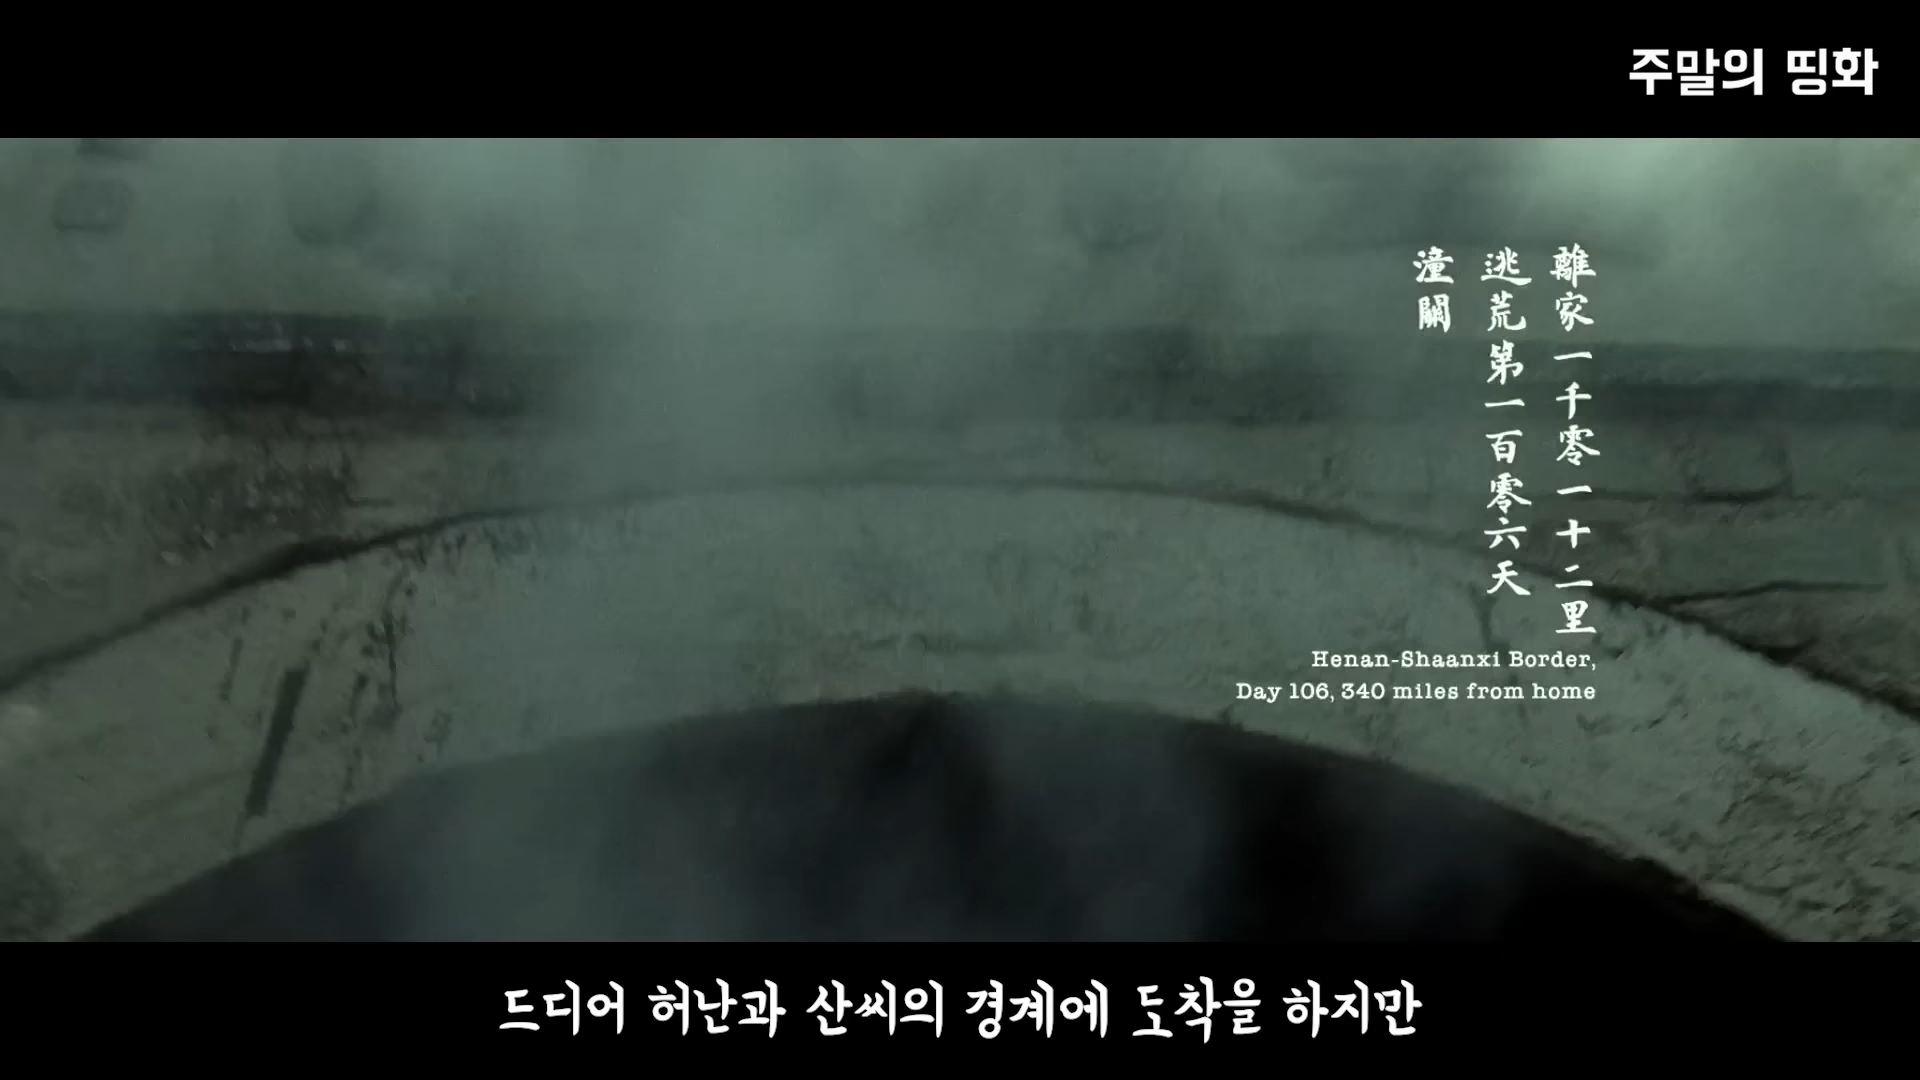 주말의 띵화
離家一千零一十二里
逃荒第一百零六天
潼關
Henan-Shaanxi Border,
Day 106, 340 miles from home
드디어 허난과 산씨의 경계에 도착을 하지만